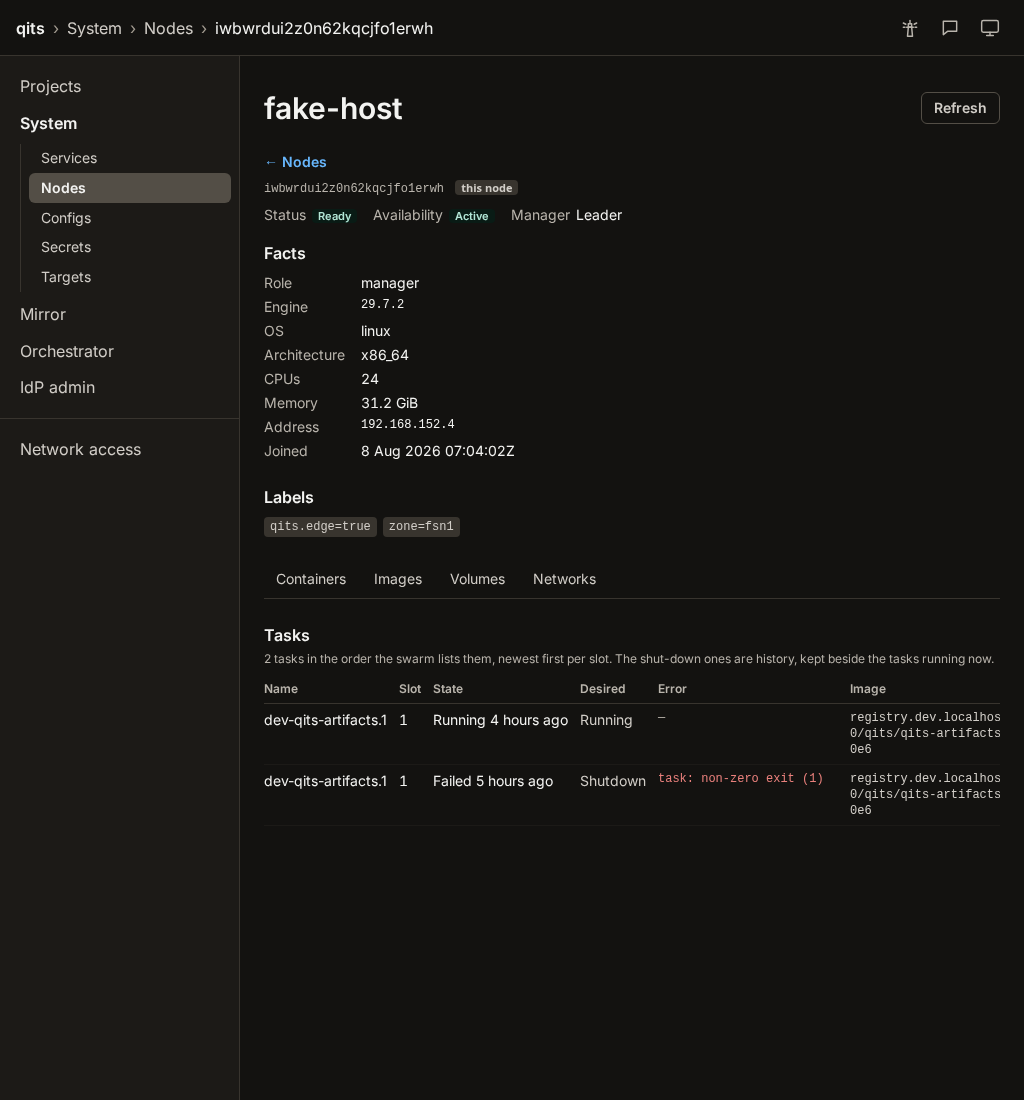 qits › System › Nodes › iwbwrdui2z0n62kqcjfo1erwh
Projects
System
Services
Nodes
Configs
Secrets
Targets
Mirror
Orchestrator
IdP admin
Network access
fake-host
Refresh
← Nodes
iwbwrdui2z0n62kqcjfo1erwh this node
Status Ready Availability Active Manager Leader
Facts
Role manager
Engine 29.7.2
OS linux
Architecture x86_64
CPUs 24
Memory 31.2 GiB
Address 192.168.152.4
Joined 8 Aug 2026 07:04:02Z
Labels
qits.edge=true zone=fsn1
Containers Images Volumes Networks
Tasks
2 tasks in the order the swarm lists them, newest first per slot. The shut-down ones are history, kept beside the tasks running now.
Name Slot State Desired Error Image
dev-qits-artifacts.1 1 Running 4 hours ago Running – registry.dev.localhos
0/qits/qits-artifacts
0e6
dev-qits-artifacts.1 1 Failed 5 hours ago Shutdown task: non-zero exit (1) registry.dev.localhos
0/qits/qits-artifacts
0e6